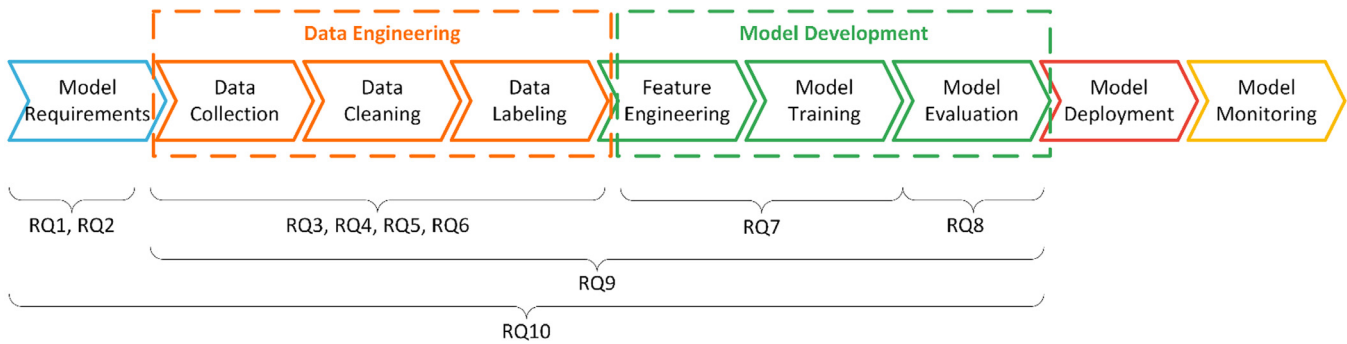 Data Engineering
Model Development
Model
Requirements
Data
Collection
Data
Cleaning
Data
Labeling
Feature
Engineering
Model
Training
Model
Evaluation
Model
Deployment
Model
Monitoring
RQ1, RQ2
RQ3, RQ4, RQ5, RQ6
RQ7
RQ8
RQ9
RQ10